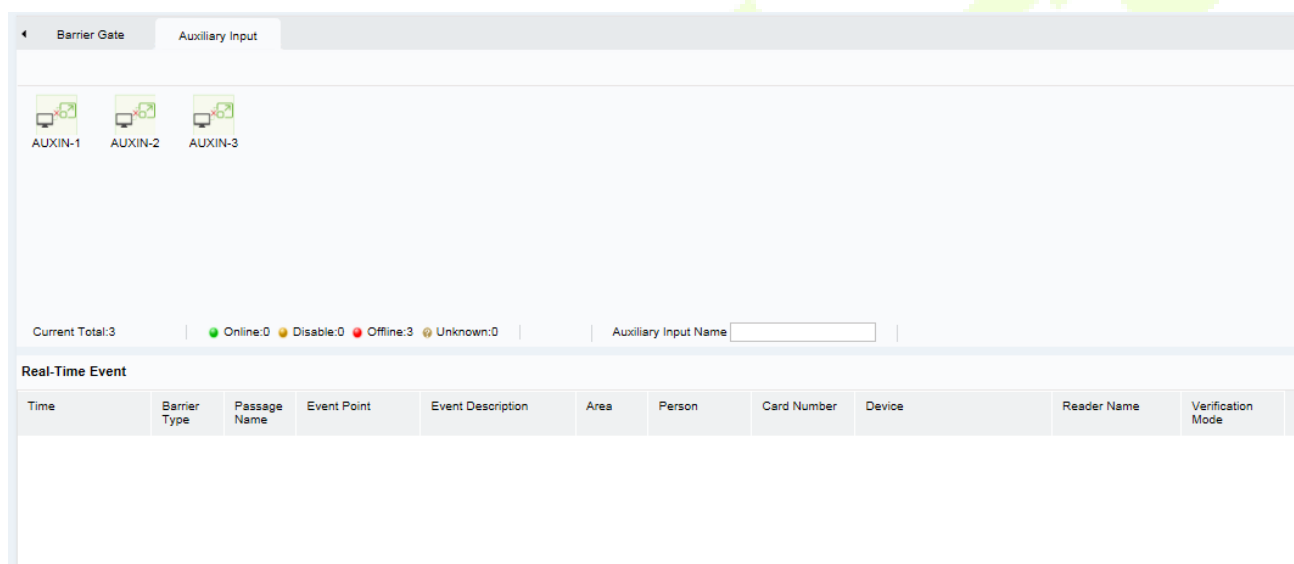 Barrier Gate Auxiliary Input
AUXIN-1 AUXIN-2 AUXIN-3
Current Total:3 Online:0 Disable:0 Offline:3 Unknown:0 Auxiliary Input Name
Real-Time Event
Time Barrier Type Passage Name Event Point Event Description Area Person Card Number Device Reader Name Verification Mode